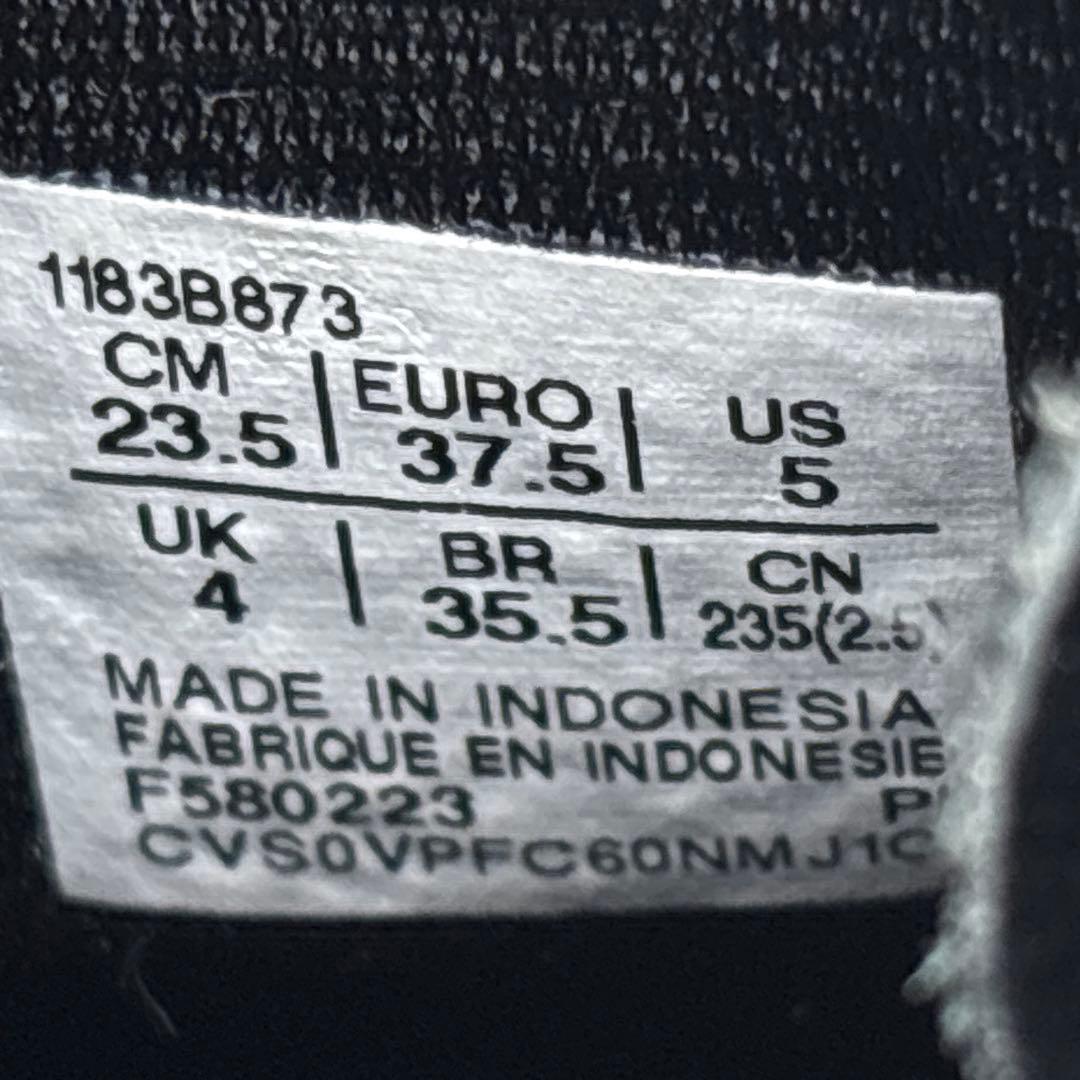 1183B873
CM | EURO | US
23.5 | 37.5 | 5
UK | BR | CN
4 | 35.5 | 235(2.5)
MADE IN INDONESIA
FABRIQUE EN INDONESIE
F580223
CVS0VPFC60NMJ1C